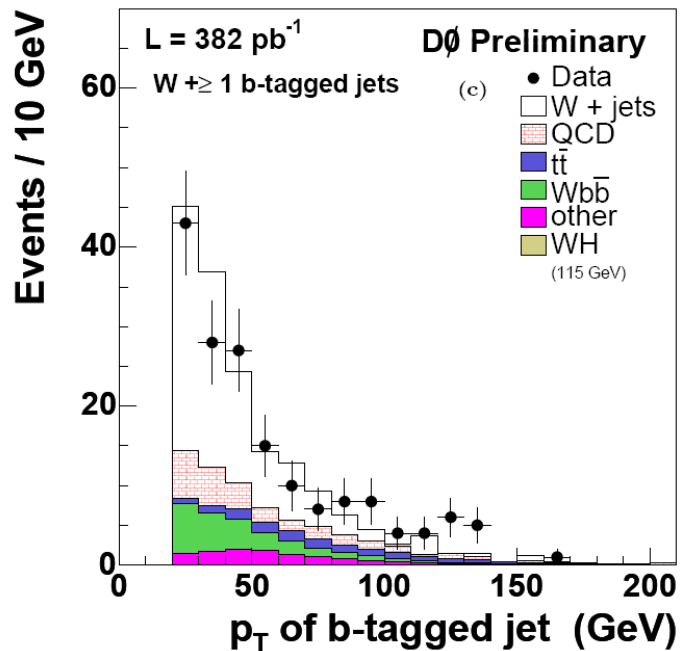 L = 382 pb⁻¹
DØ Preliminary
W +≥ 1 b-tagged jets
(c)
Data
W + jets
QCD
tt̄
Wbb̄
other
WH
(115 GeV)
Events / 10 GeV
60
40
20
0
0 50 100 150 200
p_T of b-tagged jet (GeV)